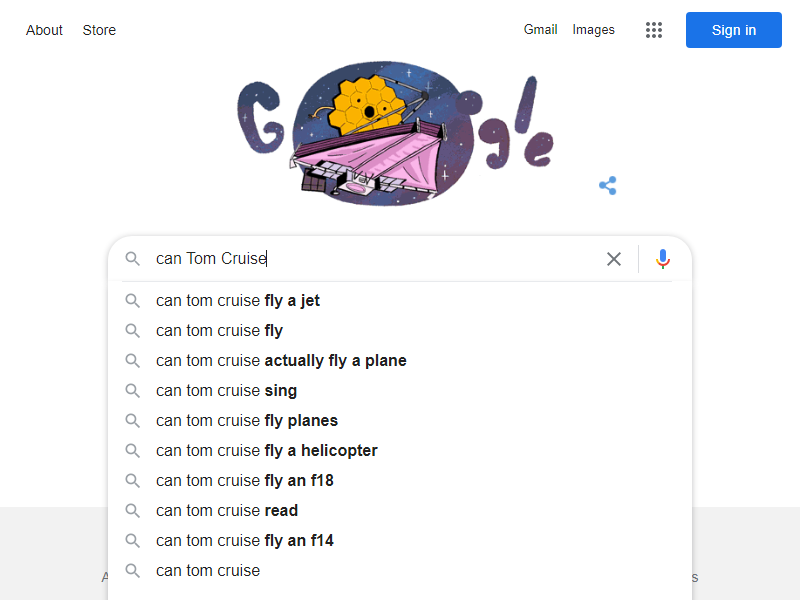 About Store Gmail Images Sign in
Google
can Tom Cruise
can tom cruise fly a jet
can tom cruise fly
can tom cruise actually fly a plane
can tom cruise sing
can tom cruise fly planes
can tom cruise fly a helicopter
can tom cruise fly an f18
can tom cruise read
can tom cruise fly an f14
can tom cruise